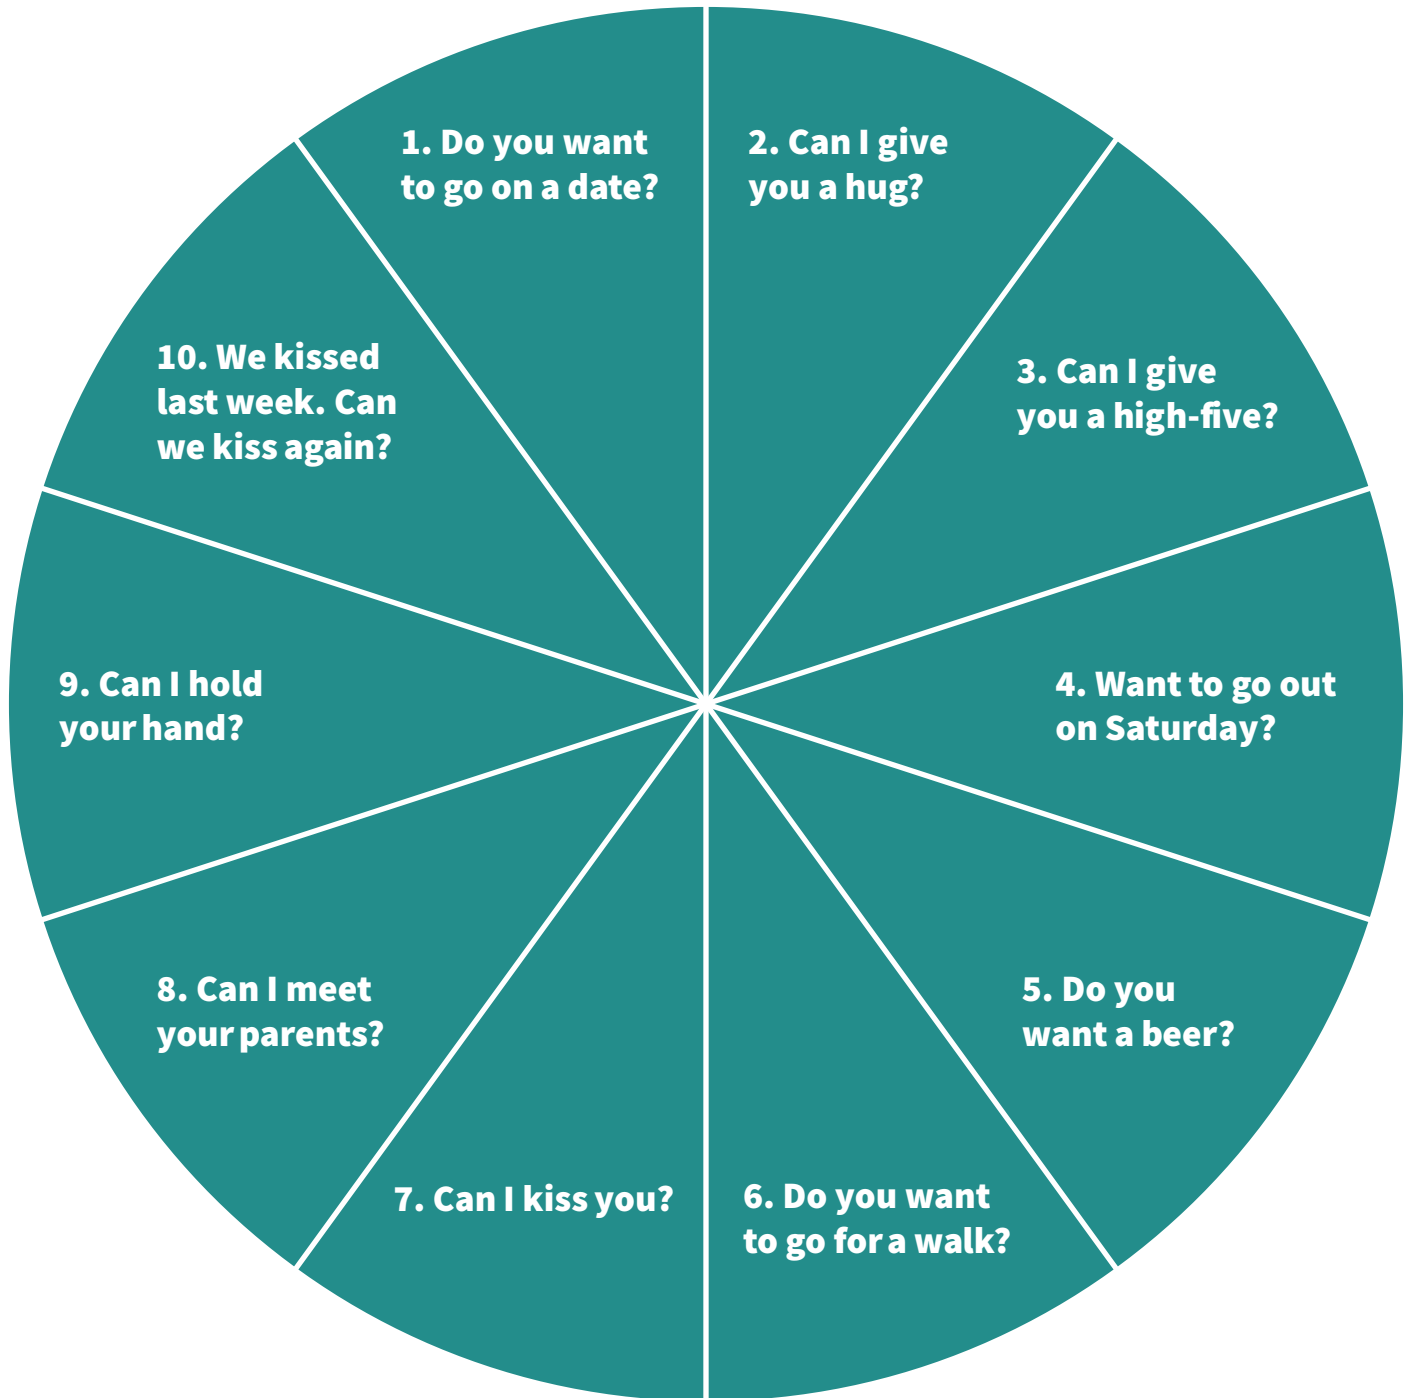 1. Do you want
to go on a date?
2. Can I give
you a hug?
3. Can I give
you a high-five?
4. Want to go out
on Saturday?
5. Do you
want a beer?
6. Do you want
to go for a walk?
7. Can I kiss you?
8. Can I meet
your parents?
9. Can I hold
your hand?
10. We kissed
last week. Can
we kiss again?